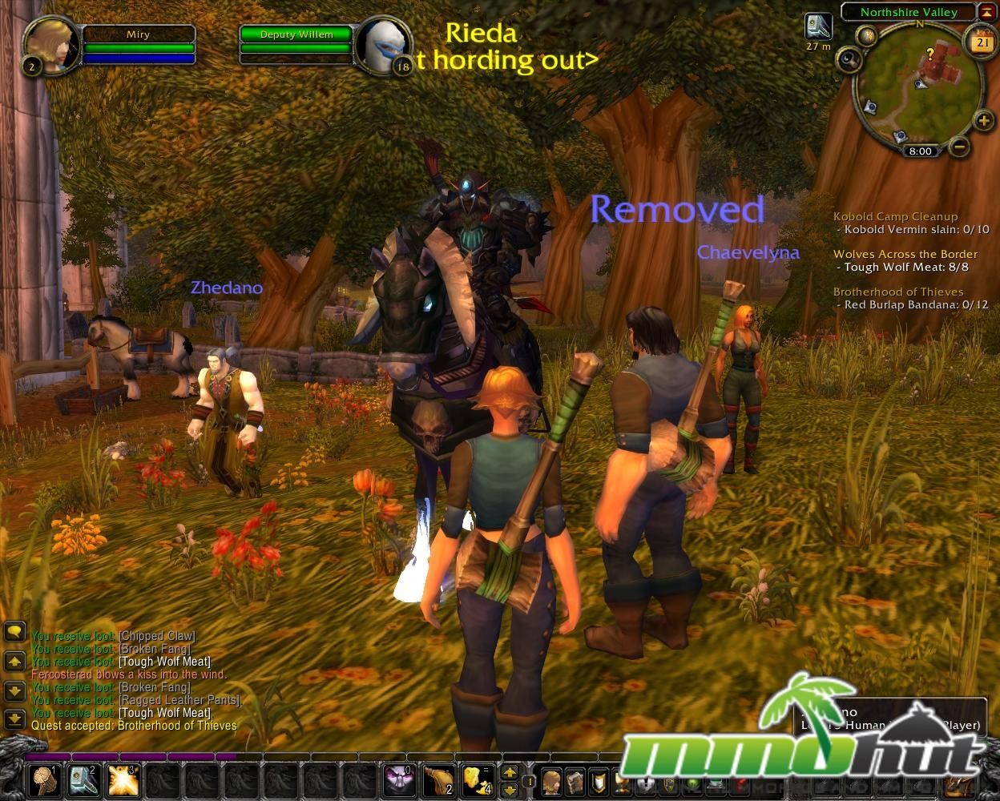 Miry
2
Deputy Willem
18
Rieda
t hording out>
27 m
Northshire Valley
N
21
8:00
Removed
Chaevelyna
Zhedano
Kobold Camp Cleanup
- Kobold Vermin slain: 0/10
Wolves Across the Border
- Tough Wolf Meat: 8/8
Brotherhood of Thieves
- Red Burlap Bandana: 0/12
You receive loot: [Chipped Claw].
You receive loot: [Broken Fang].
You receive loot: [Tough Wolf Meat].
Fercosterad blows a kiss into the wind.
You receive loot: [Broken Fang].
You receive loot: [Ragged Leather Pants].
You receive loot: [Tough Wolf Meat].
Quest accepted: Brotherhood of Thieves
Human
Player)
mmohut
1
2
3
0
-
2
=
4
1